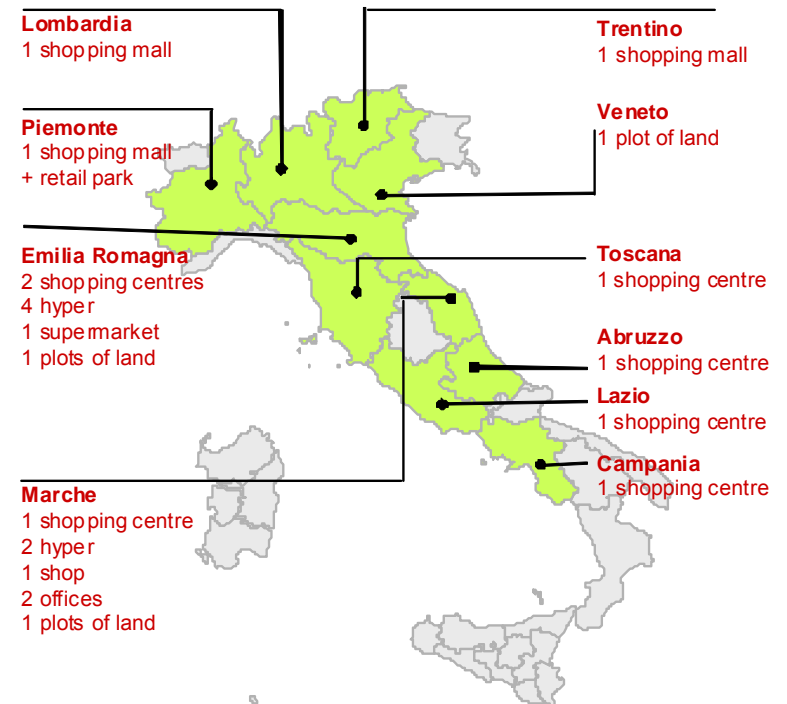 Lombardia
1 shopping mall
Piemonte
1 shopping mall
+ retail park
Emilia Romagna
2 shopping centres
4 hyper
1 supermarket
1 plots of land
Marche
1 shopping centre
2 hyper
1 shop
2 offices
1 plots of land
Trentino
1 shopping mall
Veneto
1 plot of land
Toscana
1 shopping centre
Abruzzo
1 shopping centre
Lazio
1 shopping centre
Campania
1 shopping centre